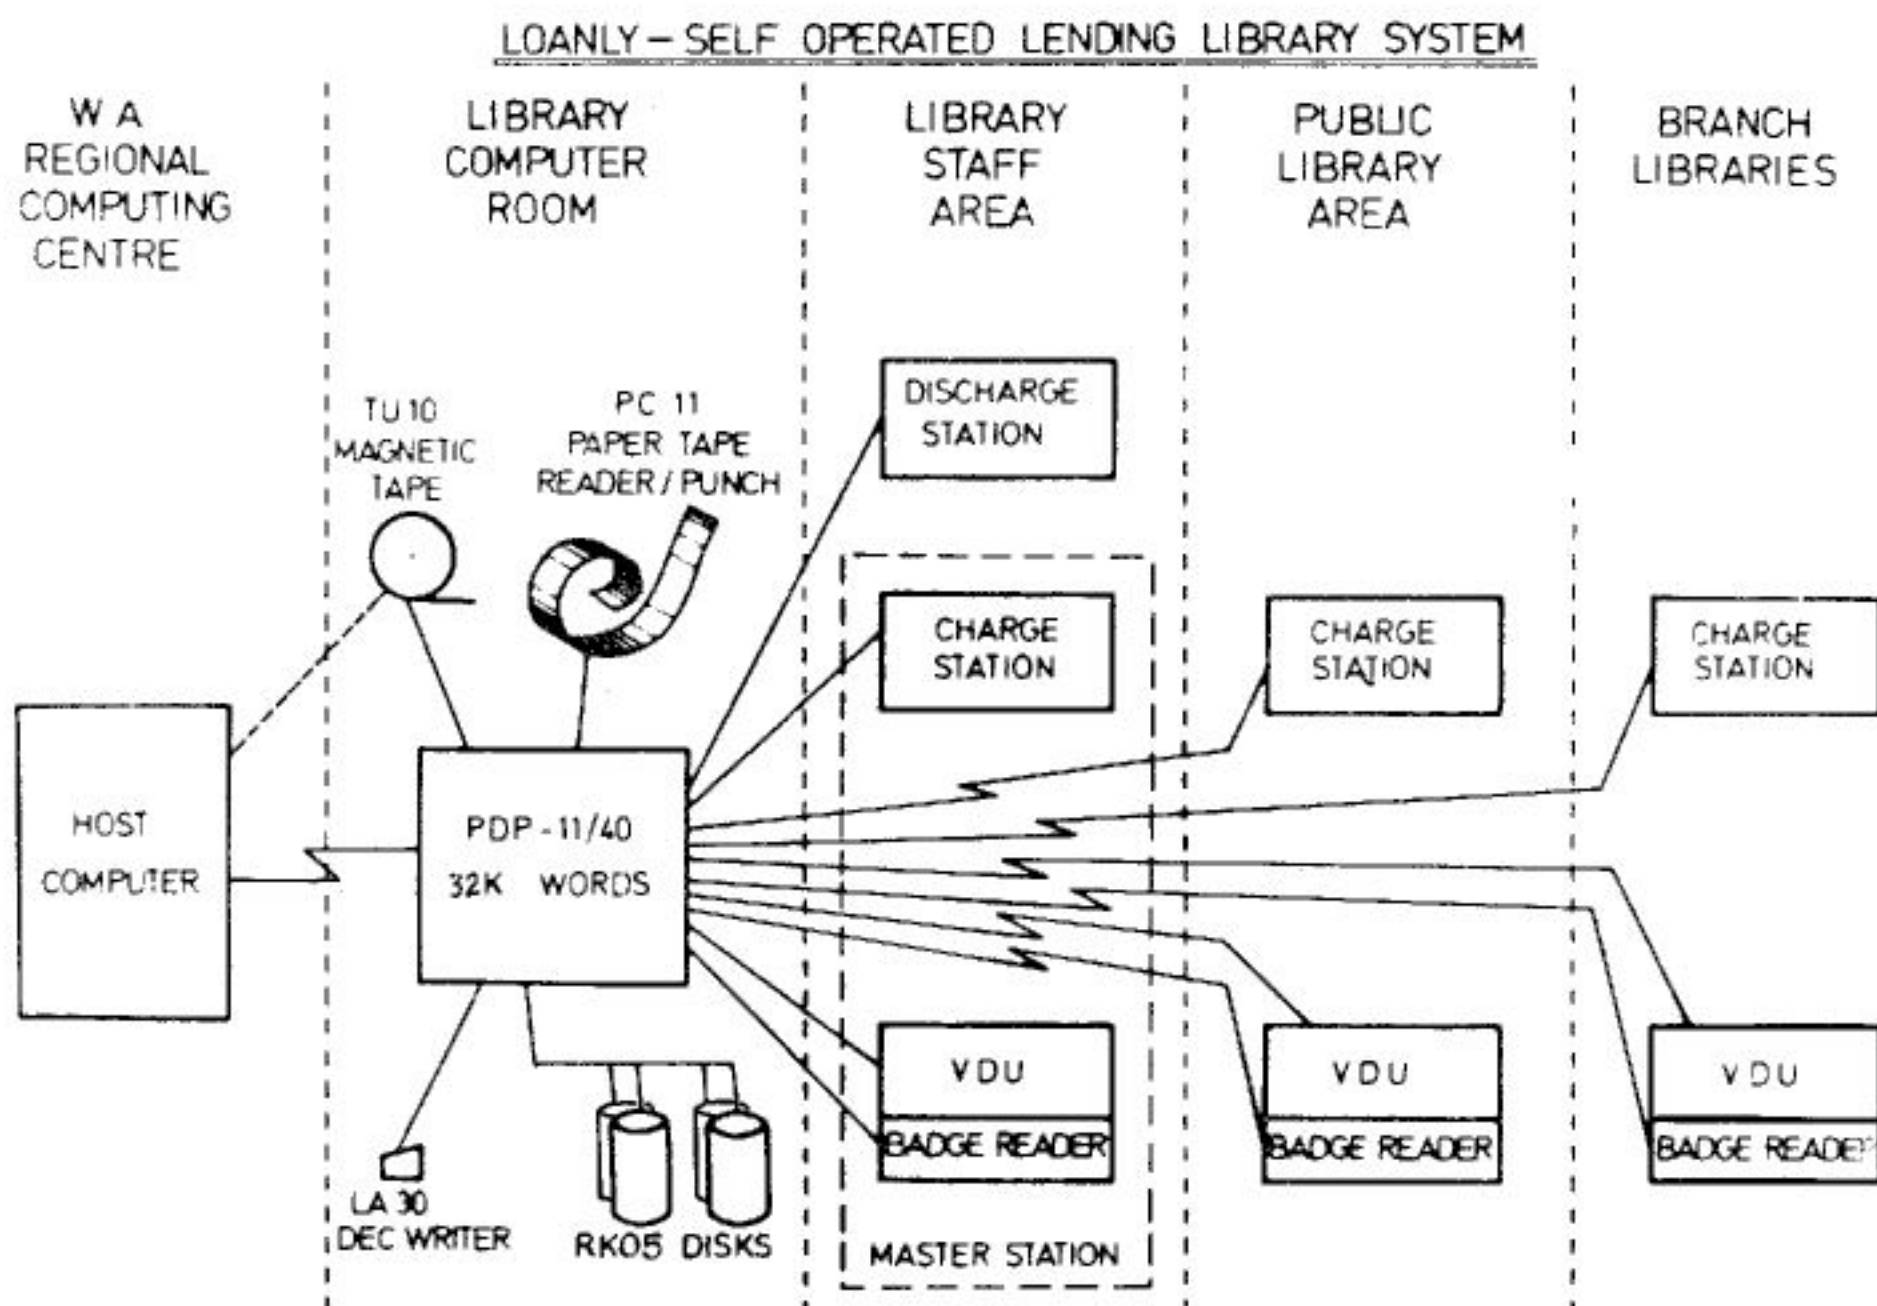 LOANLY - SELF OPERATED LENDING LIBRARY SYSTEM
W A
REGIONAL
COMPUTING
CENTRE
LIBRARY
COMPUTER
ROOM
LIBRARY
STAFF
AREA
PUBLIC
LIBRARY
AREA
BRANCH
LIBRARIES
TU 10
MAGNETIC
TAPE
PC 11
PAPER TAPE
READER / PUNCH
DISCHARGE
STATION
CHARGE
STATION
CHARGE
STATION
CHARGE
STATION
HOST
COMPUTER
PDP - 11/40
32K WORDS
VDU
BADGE READER
VDU
BADGE READER
VDU
BADGE READER
LA 30
DEC WRITER
RK05 DISKS
MASTER STATION